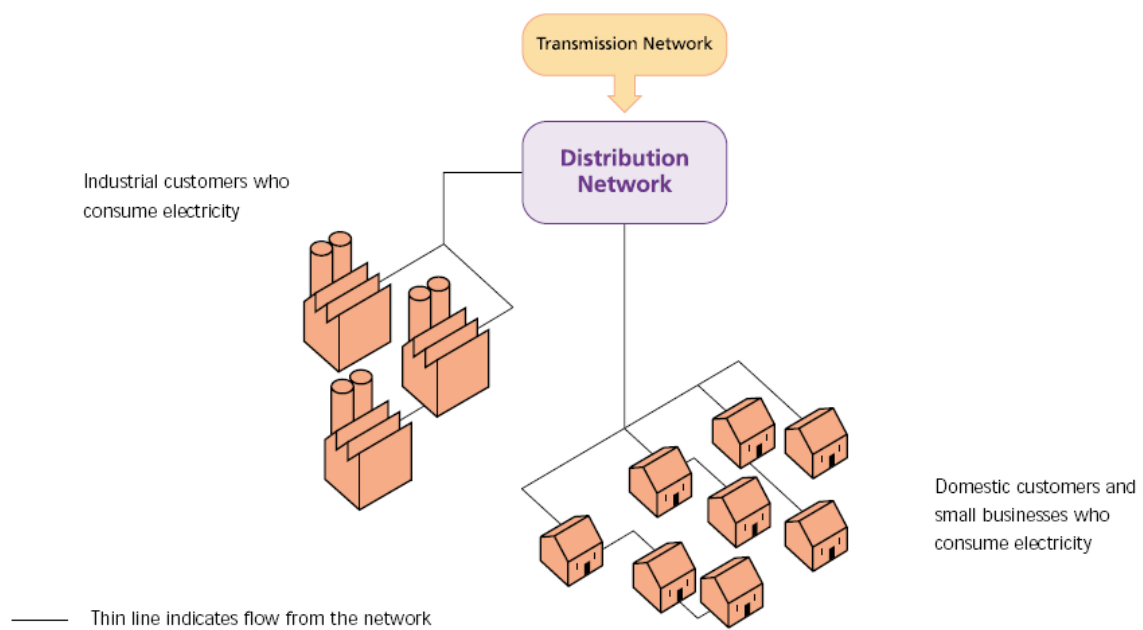 Transmission Network
Distribution
Network
Industrial customers who
consume electricity
Domestic customers and
small businesses who
consume electricity
Thin line indicates flow from the network